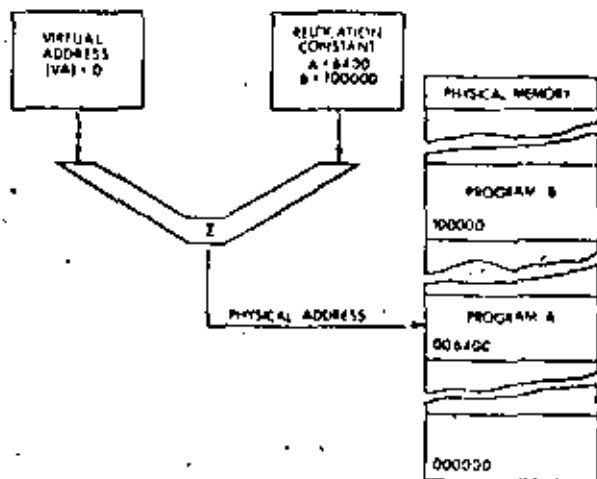 VIRTUAL
ADDRESS
(VA) = 0
RELOCATION
CONSTANT
A = 6400
B = 100000
PHYSICAL MEMORY
PROGRAM B
100000
Σ
PHYSICAL ADDRESS
PROGRAM A
006400
000000